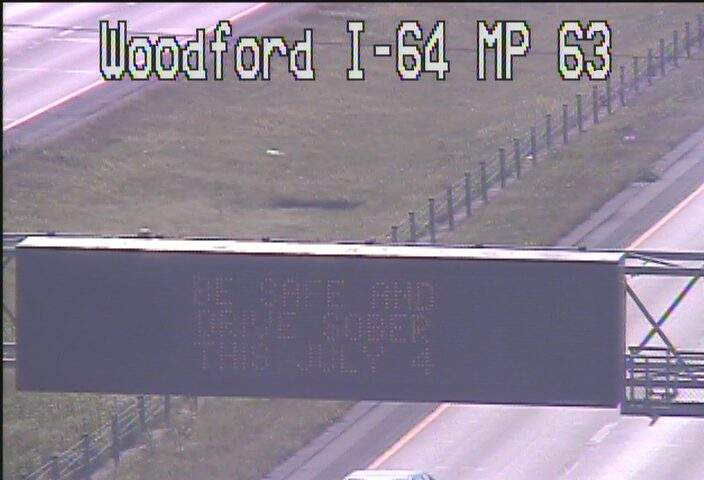 Woodford I-64 MP 63
BE SAFE AND
DRIVE SOBER
THIS JULY 4